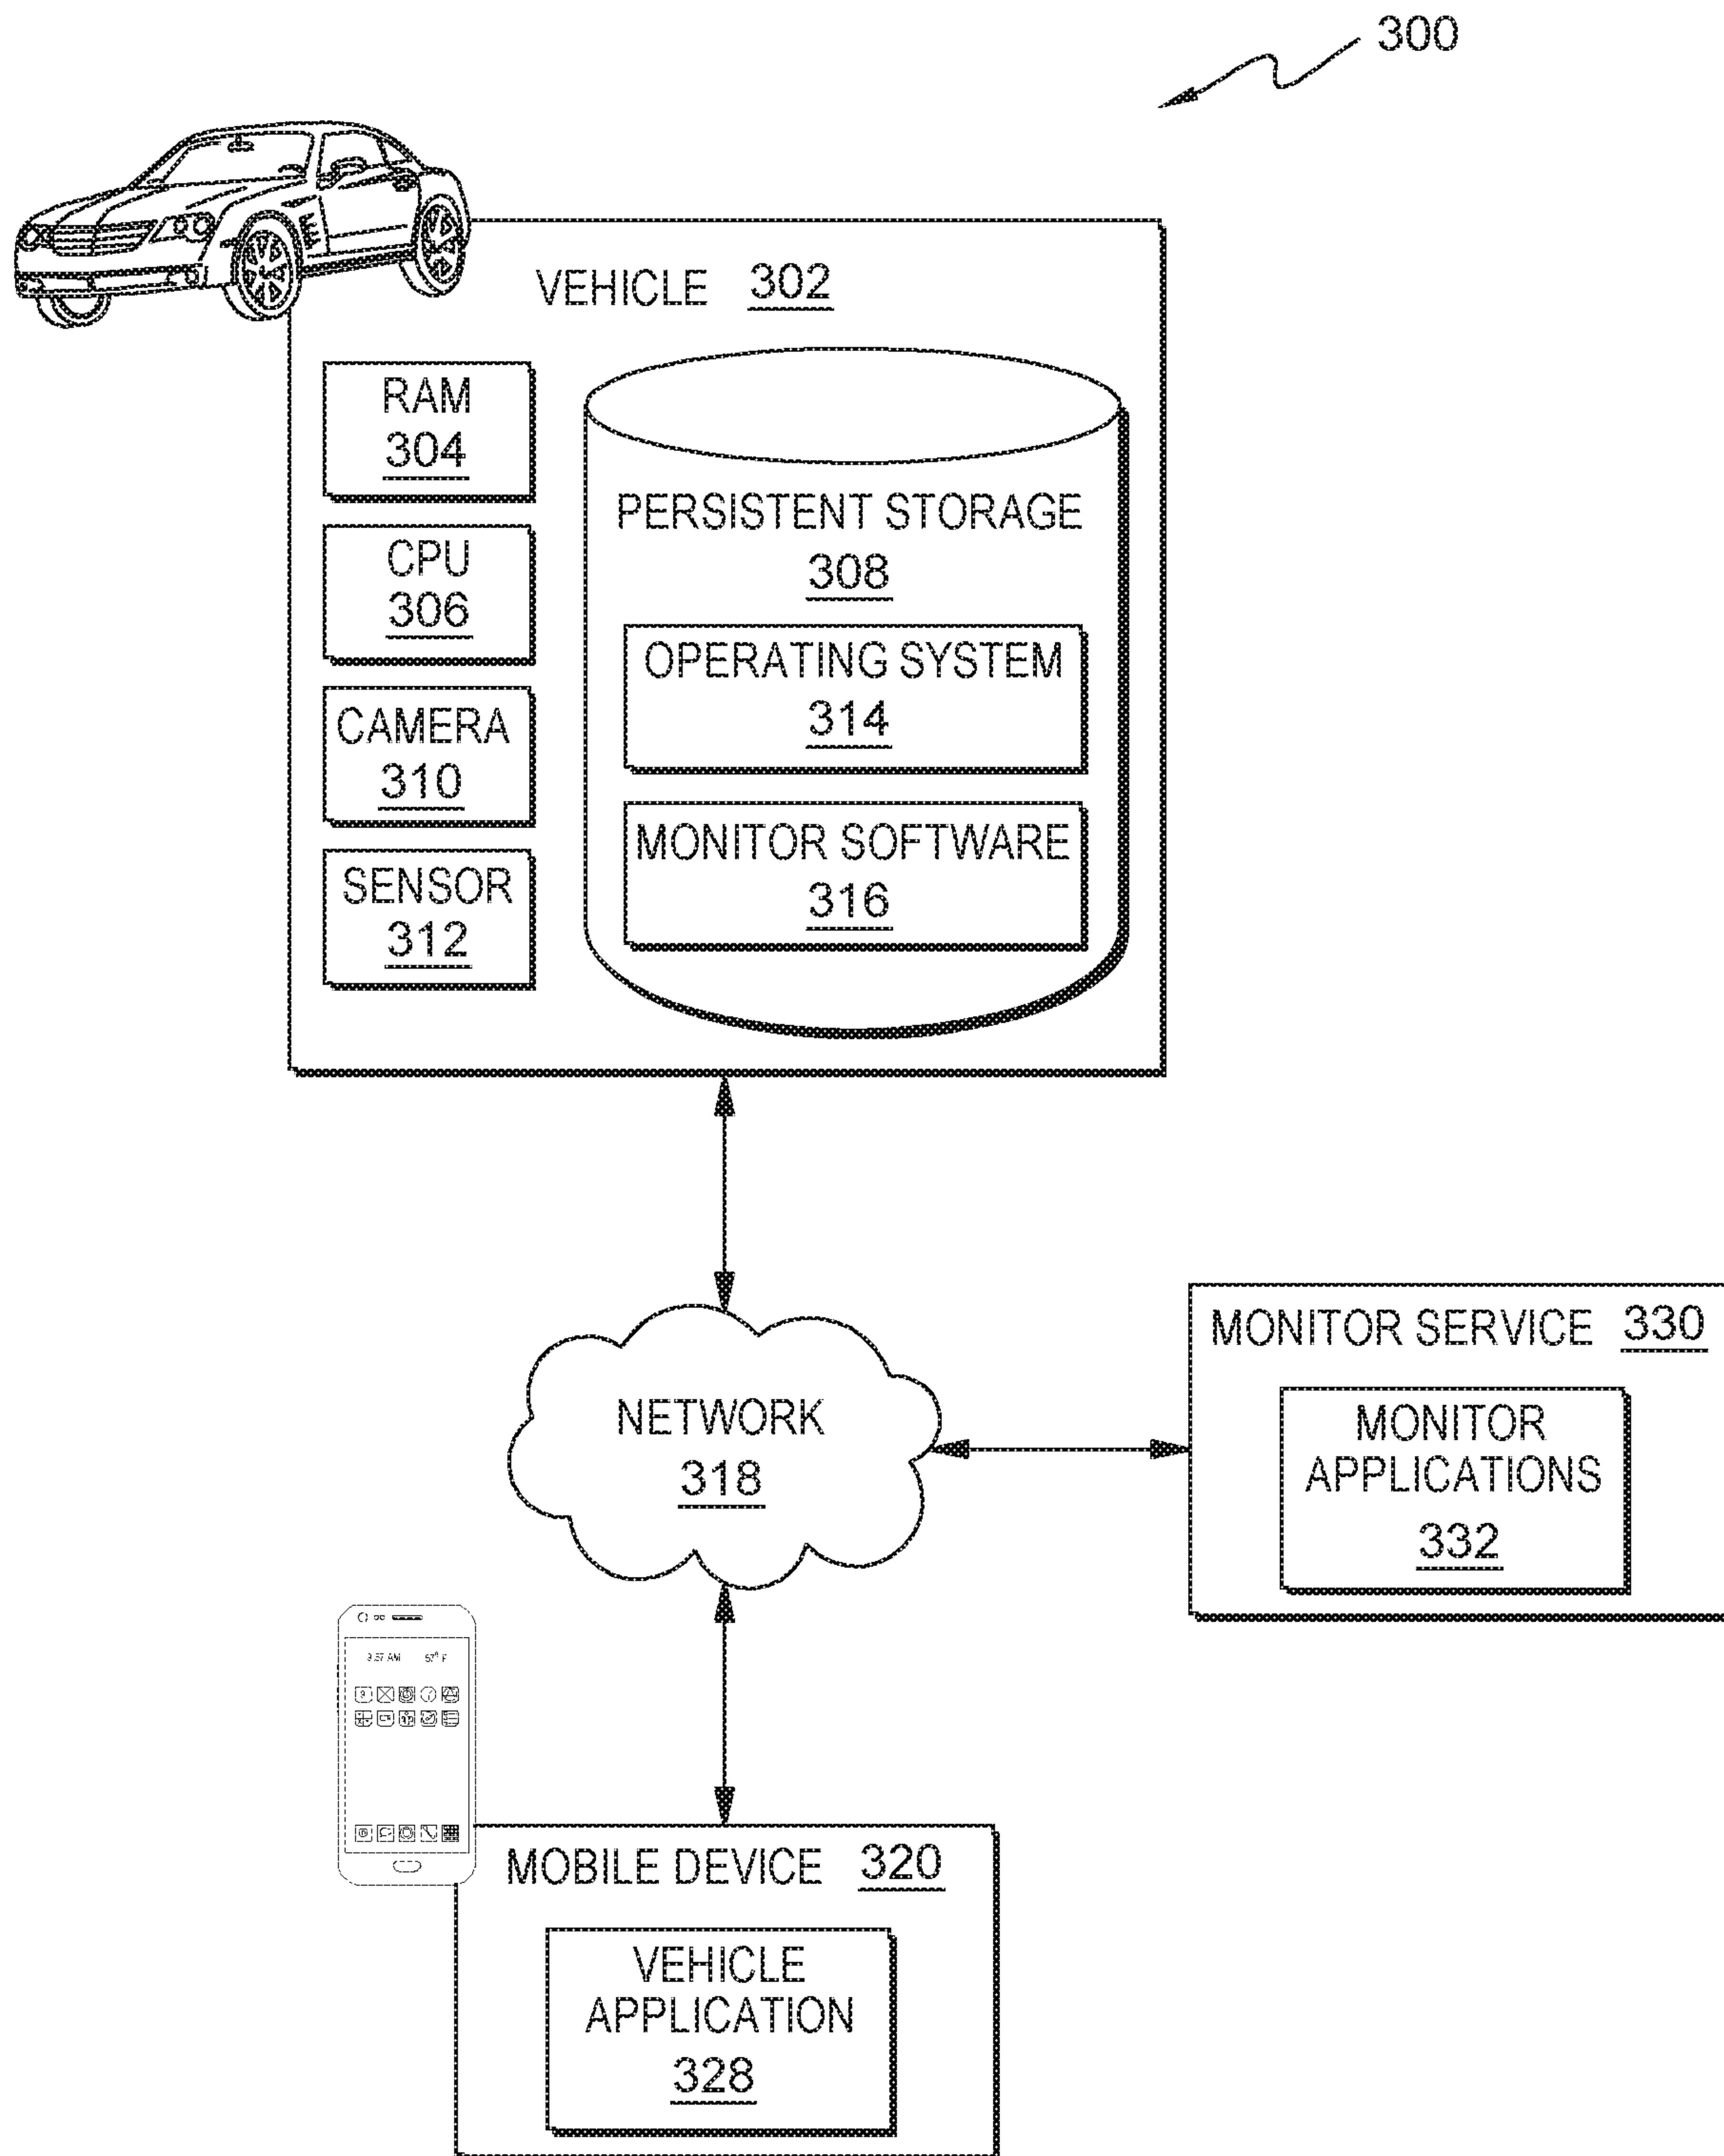 300
VEHICLE 302
RAM
304
CPU
306
CAMERA
310
SENSOR
312
PERSISTENT STORAGE
308
OPERATING SYSTEM
314
MONITOR SOFTWARE
316
NETWORK
318
MONITOR SERVICE 330
MONITOR
APPLICATIONS
332
AM
MOBILE DEVICE 320
VEHICLE
APPLICATION
328